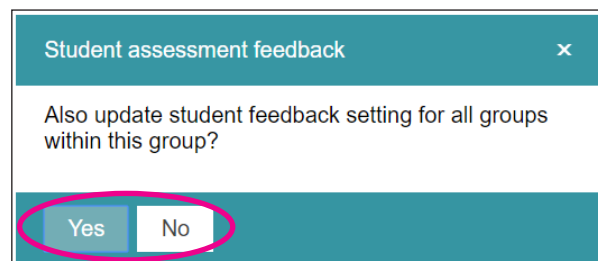 Student assessment feedback ×
Also update student feedback setting for all groups
within this group?
Yes No